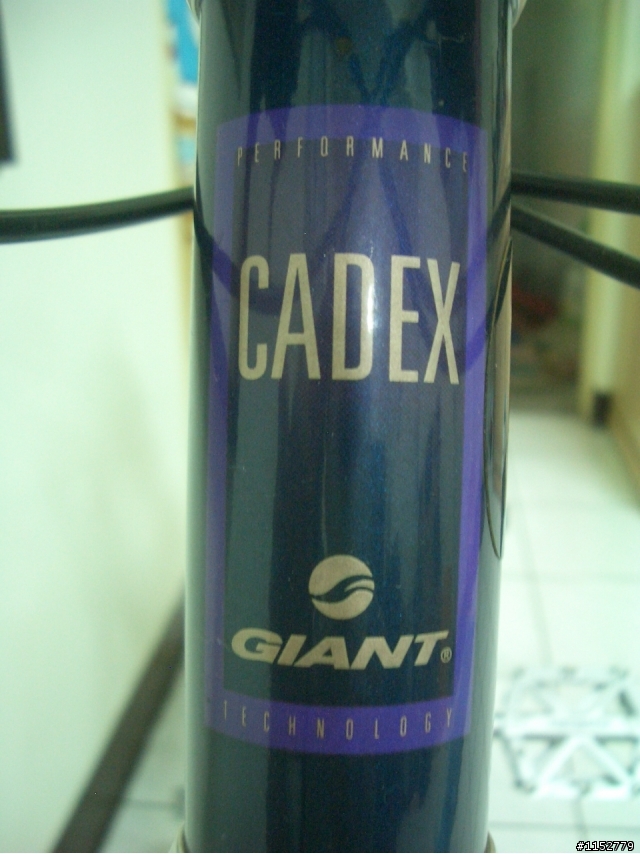 PERFORMANCE
CADEX
GIANT®
TECHNOLOGY
#1152779